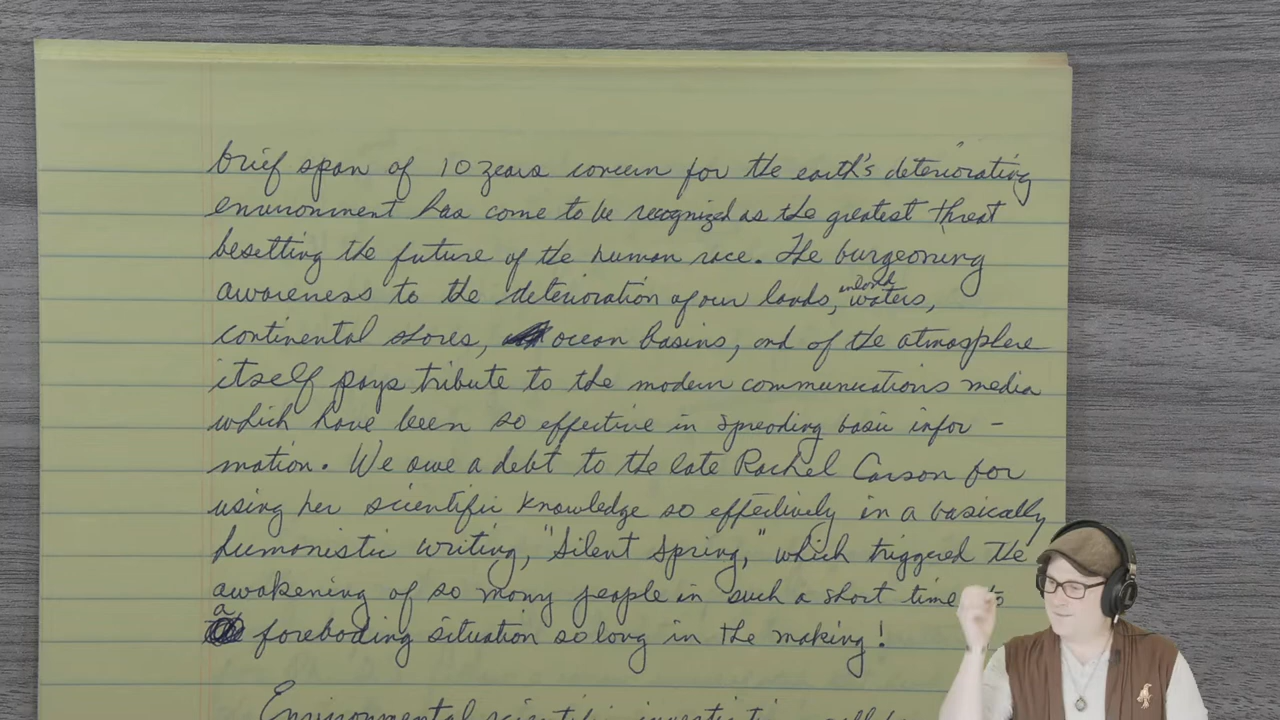 brief span of 10 years concern for the earth's deteriorating
environment has come to be recognized as the greatest threat
besetting the future of the human race. The burgeoning
awareness to the deterioration of our lands, inland waters,
continental shores, ocean basins, and of the atmosphere
itself pays tribute to the modern communications media
which have been so effective in spreading basic infor -
mation. We owe a debt to the late Rachel Carson for
using her scientific knowledge so effectively in a basically
humanistic writing, "Silent Spring," which triggered the
awakening of so many people in such a short time to
a foreboding situation so long in the making!
Environmental scientific